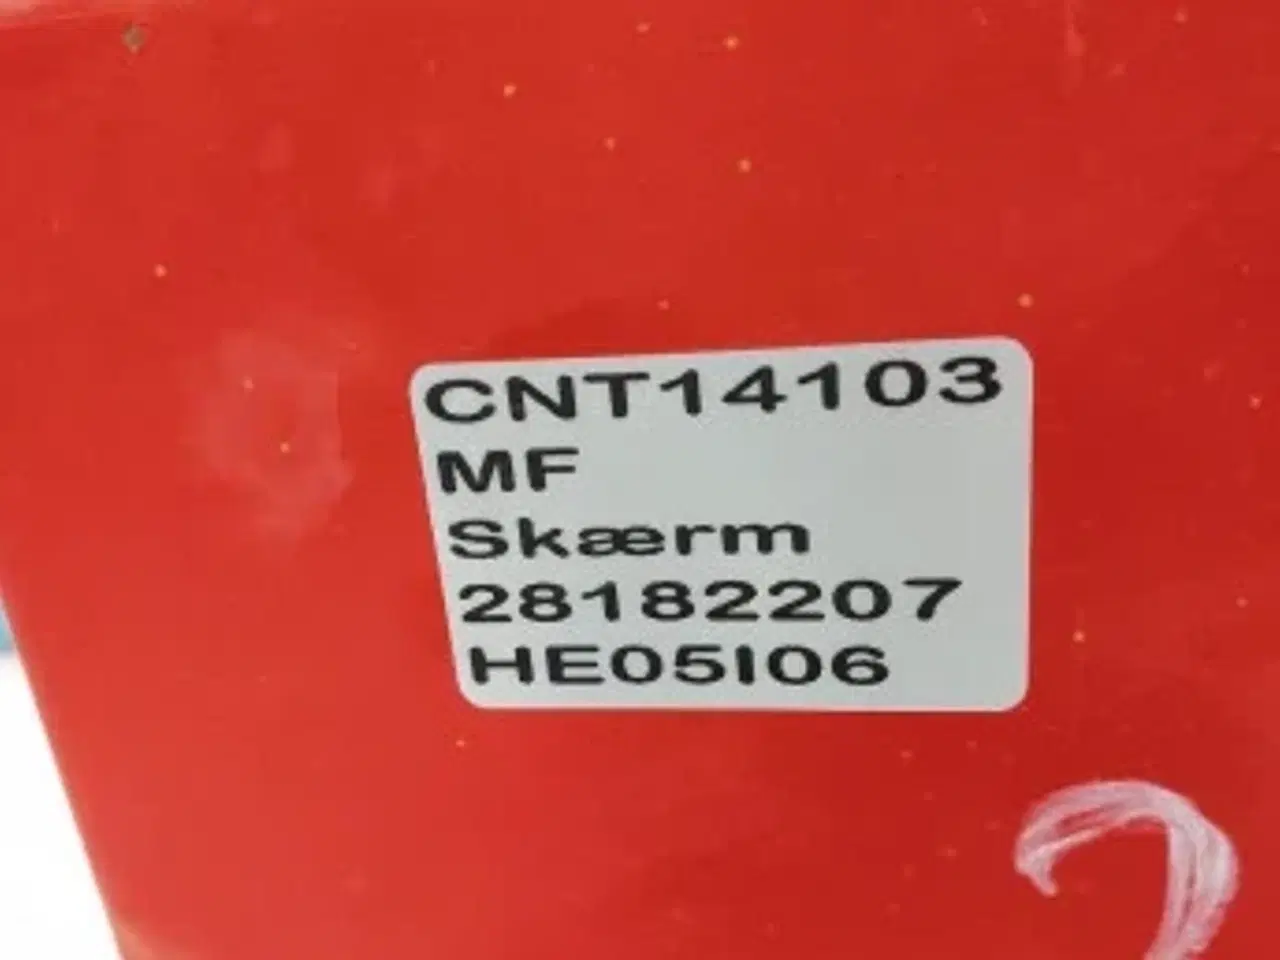 CNT14103
MF
Skærm
28182207
HE05I06